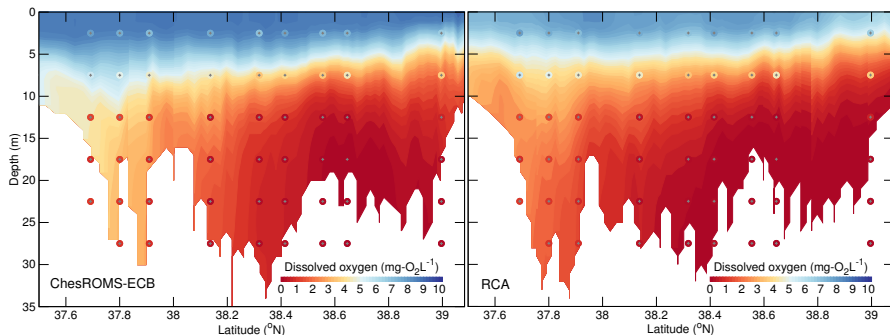 0
5
10
15
20
25
30
35
Depth (m)
ChesROMS-ECB
Dissolved oxygen (mg-O₂L⁻¹)
0 1 2 3 4 5 6 7 8 9 10
37.6 37.8 38 38.2 38.4 38.6 38.8 39
Latitude (°N)
RCA
Dissolved oxygen (mg-O₂L⁻¹)
0 1 2 3 4 5 6 7 8 9 10
37.6 37.8 38 38.2 38.4 38.6 38.8 39
Latitude (°N)